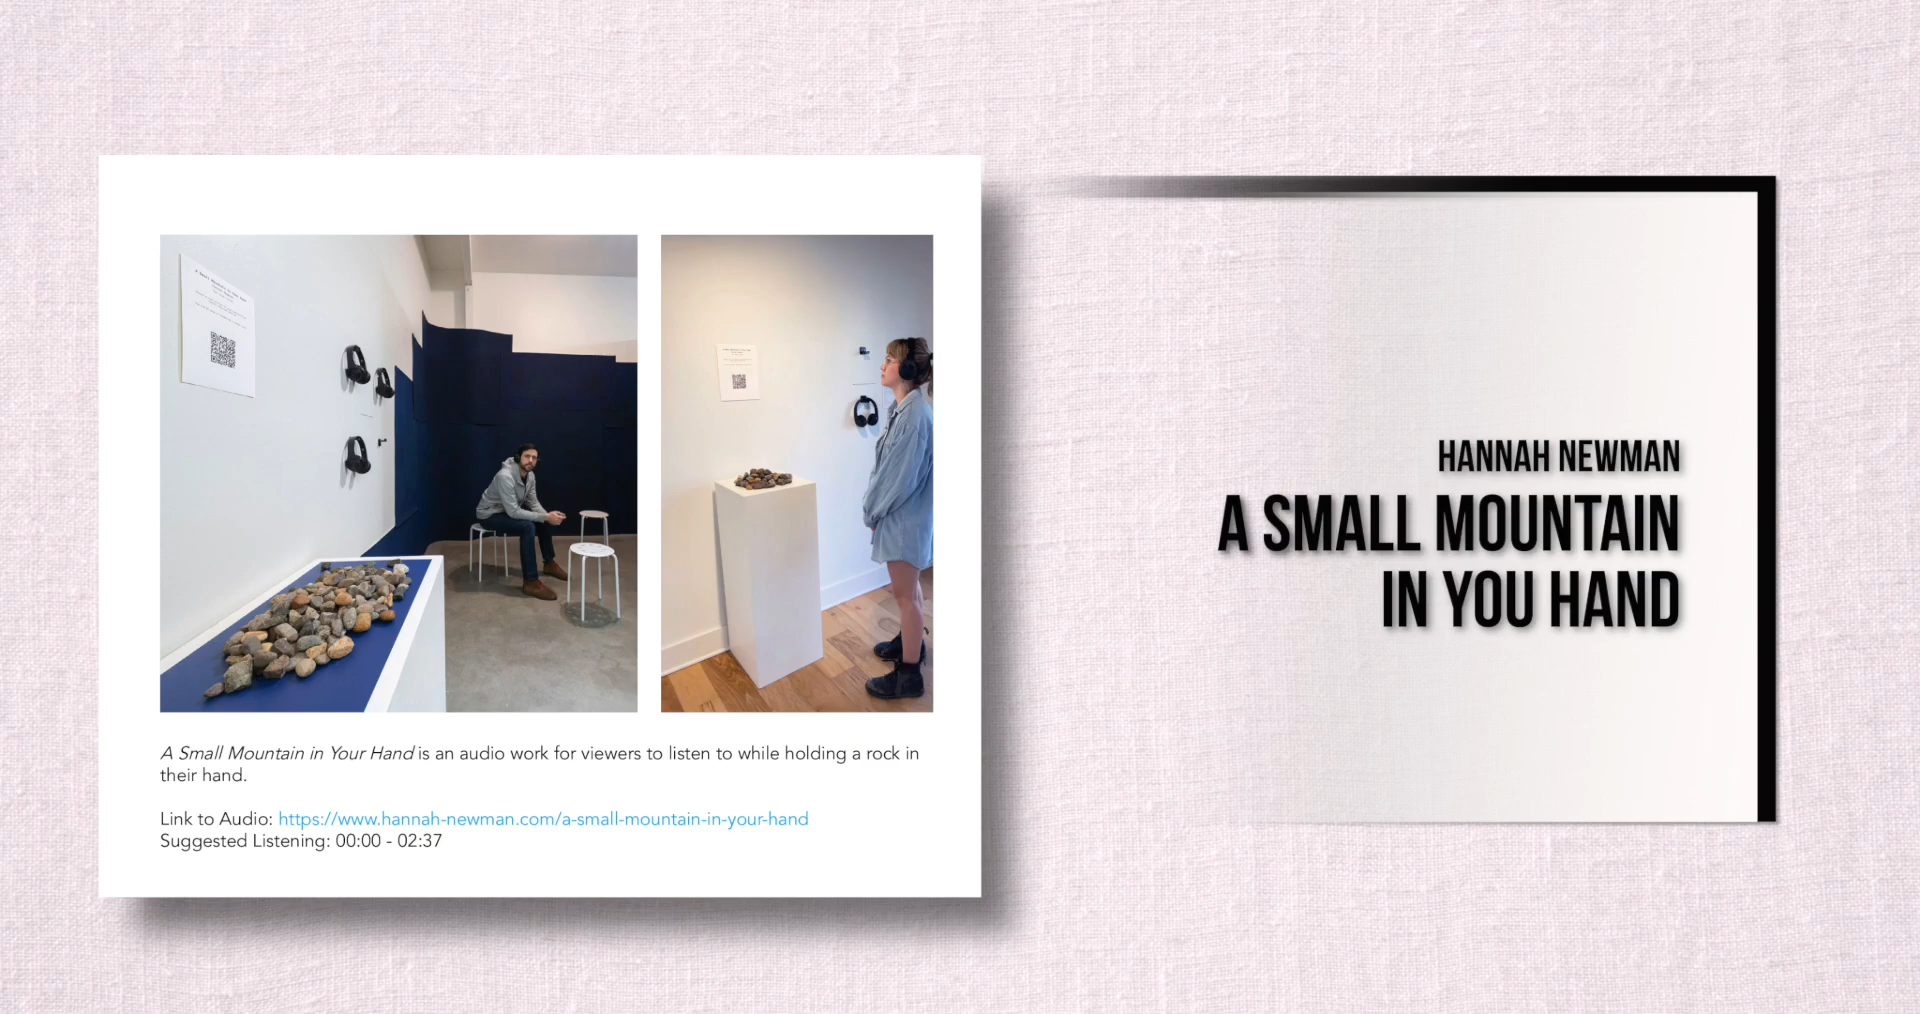 A Small Mountain in Your Hand is an audio work for viewers to listen to while holding a rock in
their hand.
Link to Audio: https://www.hannah-newman.com/a-small-mountain-in-your-hand
Suggested Listening: 00:00 - 02:37
HANNAH NEWMAN
A SMALL MOUNTAIN
IN YOU HAND